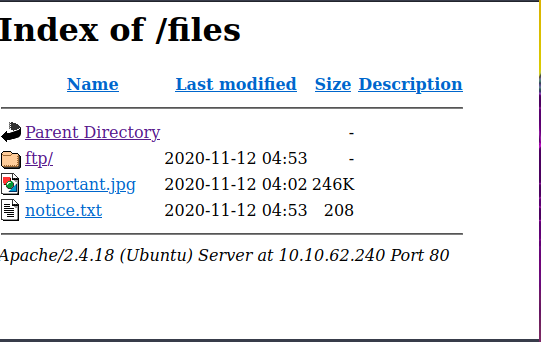 Index of /files
Name Last modified Size Description
Parent Directory -
ftp/ 2020-11-12 04:53 -
important.jpg 2020-11-12 04:02 246K
notice.txt 2020-11-12 04:53 208
Apache/2.4.18 (Ubuntu) Server at 10.10.62.240 Port 80